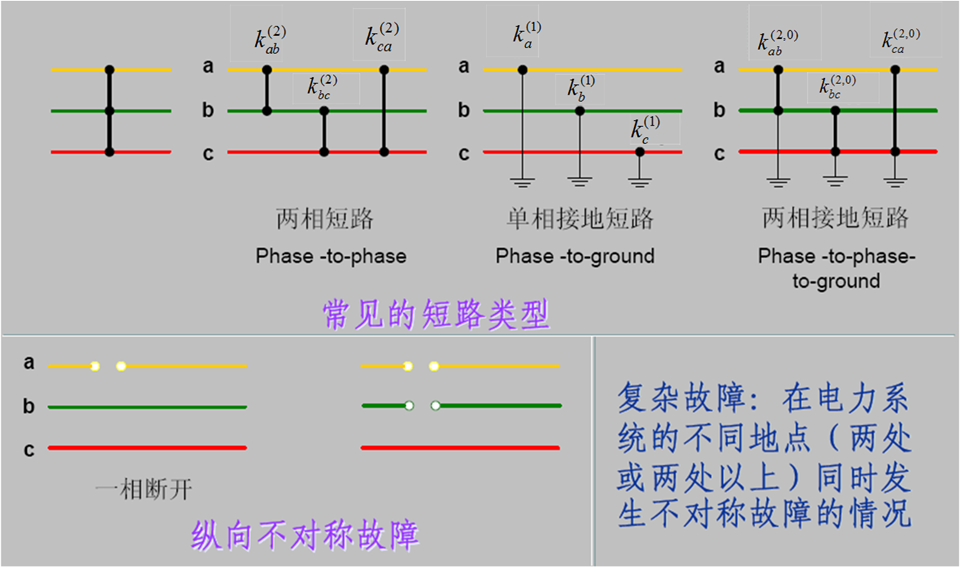 k_{ab}^{(2)} k_{ca}^{(2)} k_a^{(1)} k_{ab}^{(2,0)} k_{ca}^{(2,0)}
a a a
k_{bc}^{(2)} k_b^{(1)} k_{bc}^{(2,0)}
b b b
k_c^{(1)}
c c c
两相短路 单相接地短路 两相接地短路
Phase -to-phase Phase -to-ground Phase -to-phase-
to-ground
常见的短路类型
a
b
c
一相断开
纵向不对称故障
复杂故障：在电力系
统的不同地点（两处
或两处以上）同时发
生不对称故障的情况